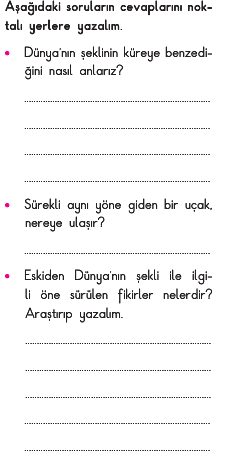 Aşağıdaki soruların cevaplarını nok-
talı yerlere yazalım.
• Dünya'nın şeklinin küreye benzedi-
ğini nasıl anlarız?
• Sürekli aynı yöne giden bir uçak,
nereye ulaşır?
• Eskiden Dünya'nın şekli ile ilgi-
li öne sürülen fikirler nelerdir?
Araştırıp yazalım.